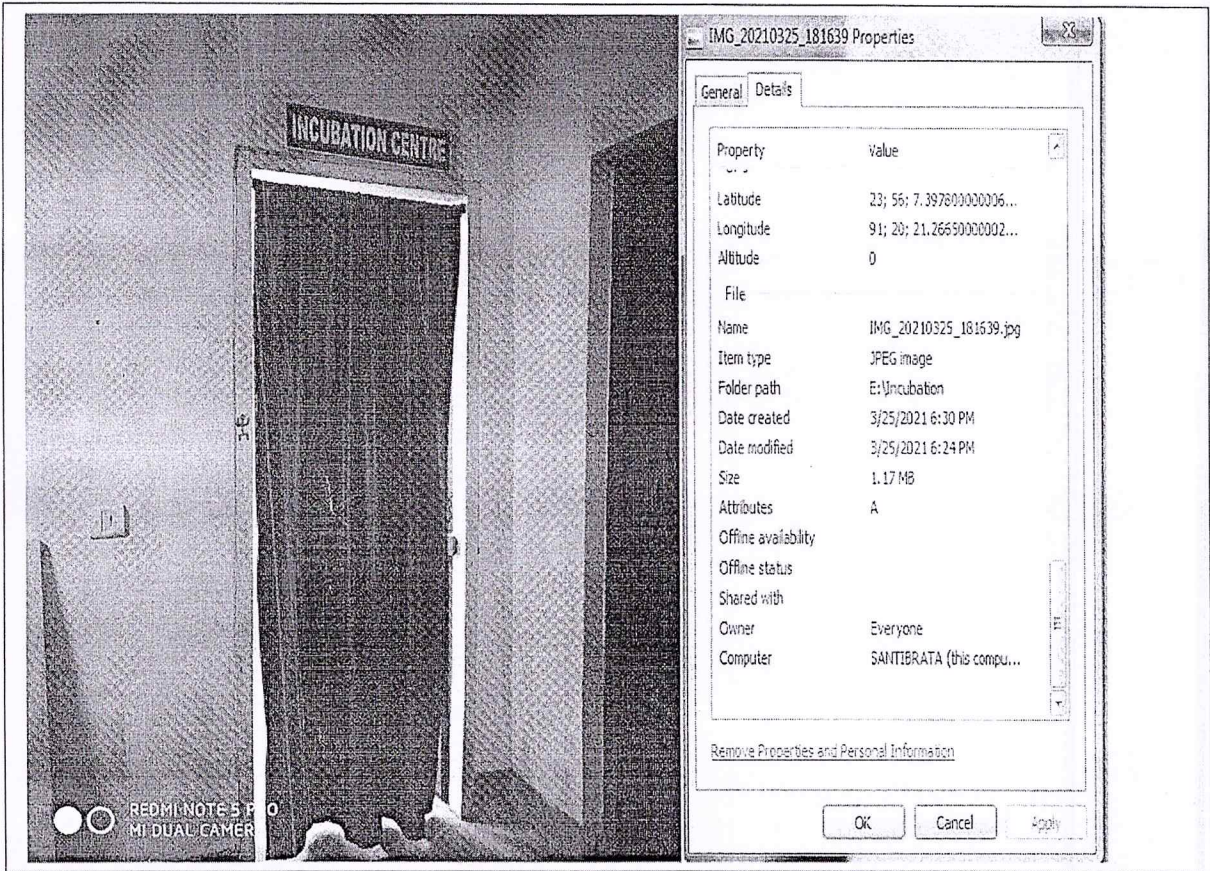 INCUBATION CENTRE
REDMI NOTE 5 PRO
MI DUAL CAMERA
IMG_20210325_181639 Properties
General Details
Property Value
Latitude 23; 56; 7.397800000006...
Longitude 91; 20; 21.26650000002...
Altitude 0
File
Name IMG_20210325_181639.jpg
Item type JPEG image
Folder path E:\Incubation
Date created 3/25/2021 6:30 PM
Date modified 3/25/2021 6:24 PM
Size 1.17 MB
Attributes A
Offline availability
Offline status
Shared with
Owner Everyone
Computer SANTIBRATA (this compu...
Remove Properties and Personal Information
OK Cancel Apply